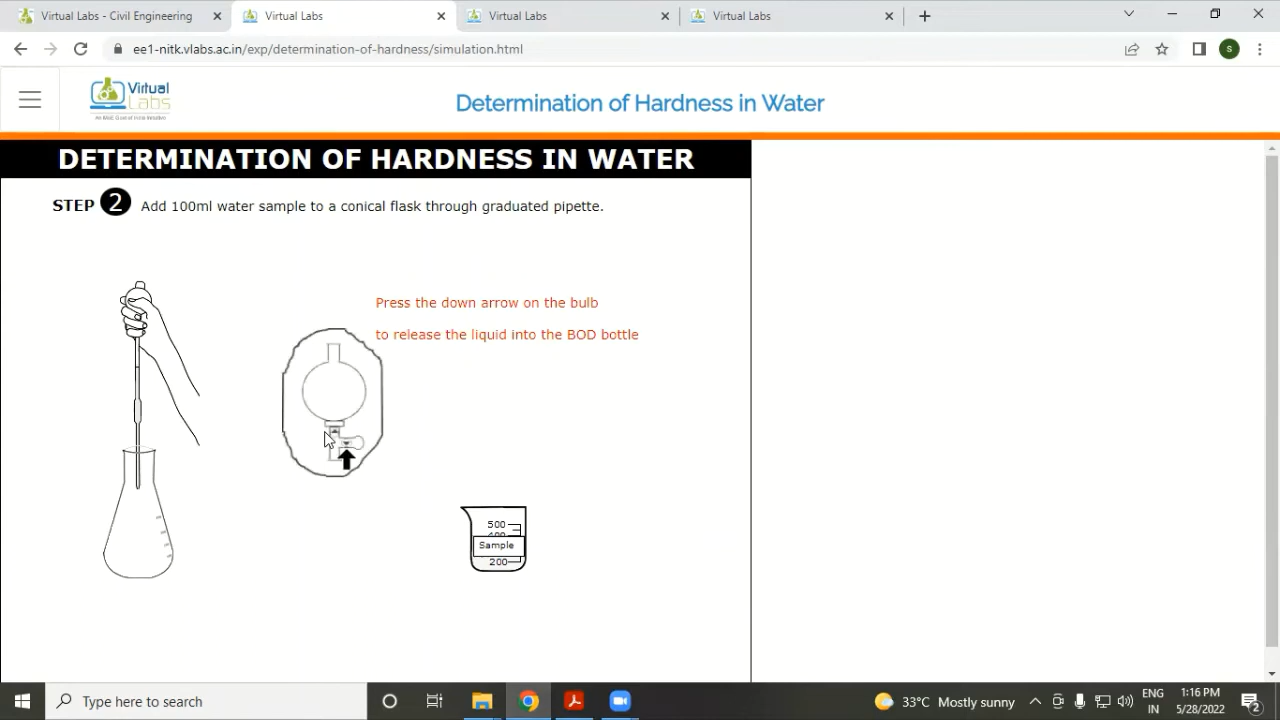 Virtual Labs - Civil Engineering
Virtual Labs
Virtual Labs
Virtual Labs
ee1-nitk.vlabs.ac.in/exp/determination-of-hardness/simulation.html
S
Virtual
Labs
Determination of Hardness in Water
DETERMINATION OF HARDNESS IN WATER
STEP 2 Add 100ml water sample to a conical flask through graduated pipette.
Press the down arrow on the bulb
to release the liquid into the BOD bottle
500
Sample
200
Type here to search
33°C Mostly sunny
ENG
IN
1:16 PM
5/28/2022
2